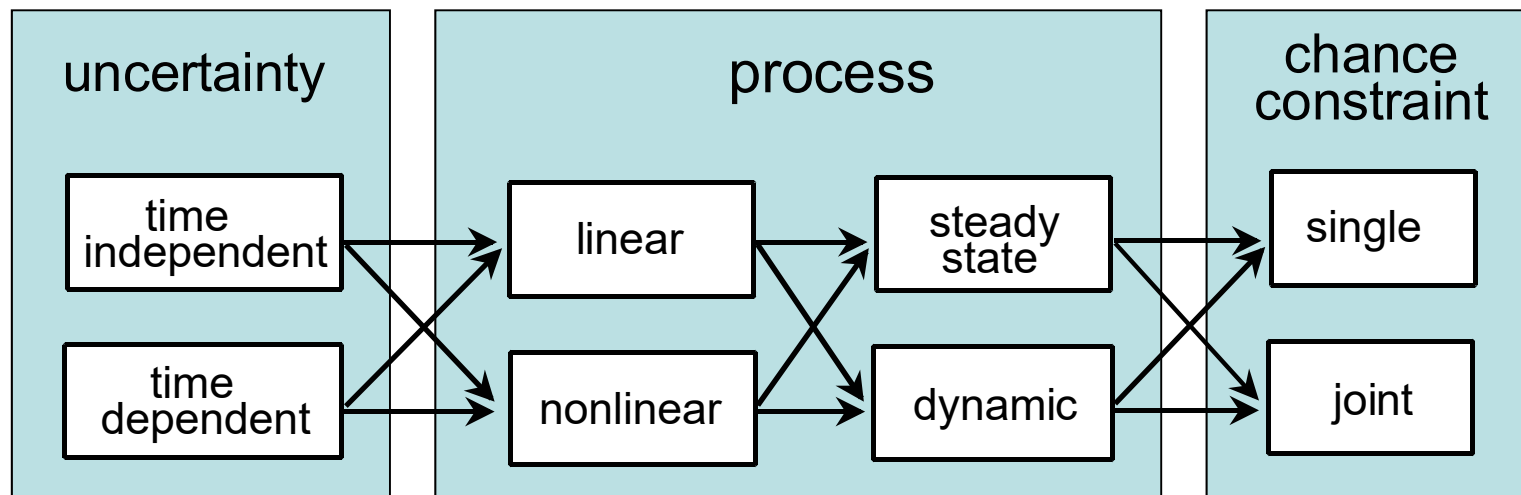 uncertainty
time
independent
time
dependent
process
linear
nonlinear
steady
state
dynamic
chance
constraint
single
joint